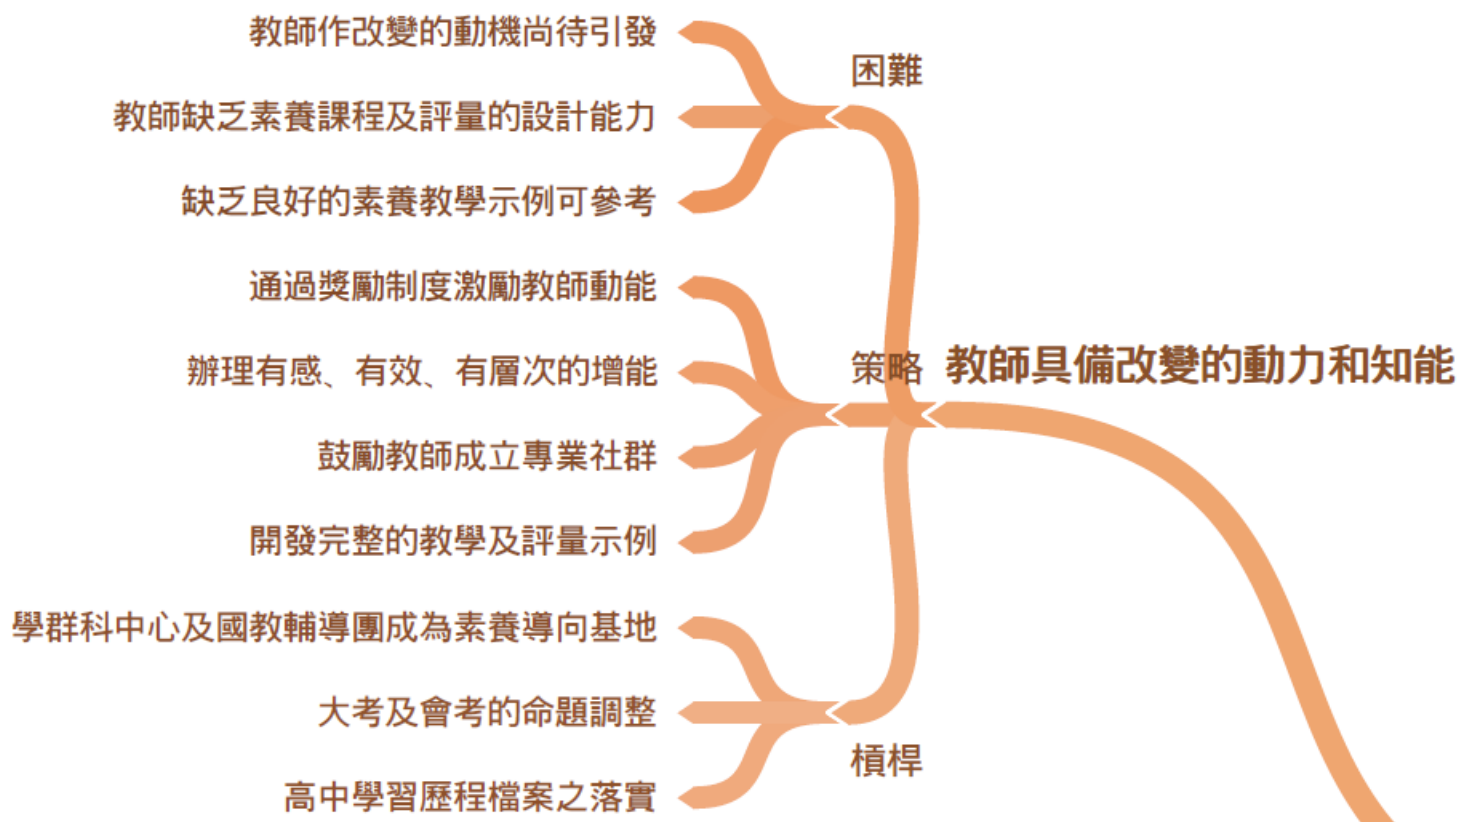 教師具備改變的動力和知能
困難
教師作改變的動機尚待引發
教師缺乏素養課程及評量的設計能力
缺乏良好的素養教學示例可參考
策略
通過獎勵制度激勵教師動能
辦理有感、有效、有層次的增能
鼓勵教師成立專業社群
開發完整的教學及評量示例
槓桿
學群科中心及國教輔導團成為素養導向基地
大考及會考的命題調整
高中學習歷程檔案之落實